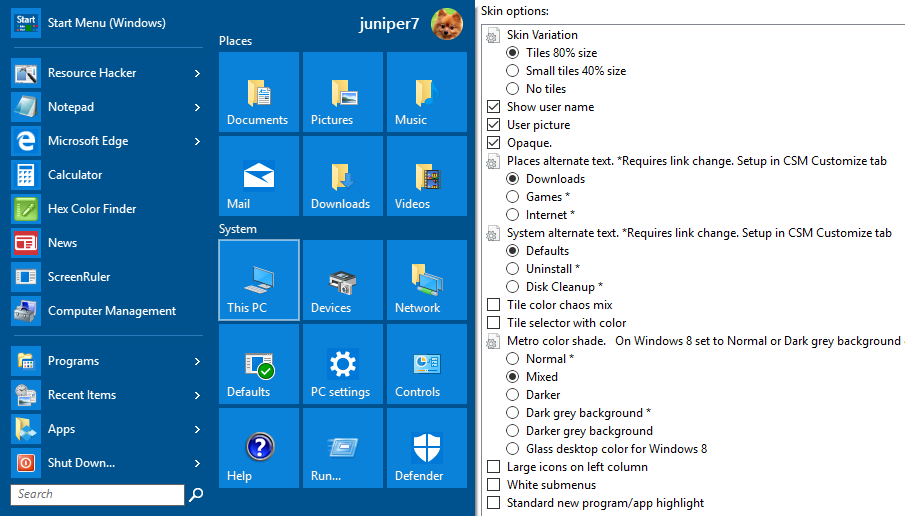 Start
Start Menu (Windows)
Resource Hacker
Notepad
Microsoft Edge
Calculator
Hex Color Finder
News
ScreenRuler
Computer Management
Programs
Recent Items
Apps
Shut Down...
Search
juniper7
Places
Documents
Pictures
Music
Mail
Downloads
Videos
System
This PC
Devices
Network
Defaults
PC settings
Controls
Help
Run...
Defender
Skin options:
Skin Variation
Tiles 80% size
Small tiles 40% size
No tiles
Show user name
User picture
Opaque.
Places alternate text. *Requires link change. Setup in CSM Customize tab
Downloads
Games *
Internet *
System alternate text. *Requires link change. Setup in CSM Customize tab
Defaults
Uninstall *
Disk Cleanup *
Tile color chaos mix
Tile selector with color
Metro color shade. On Windows 8 set to Normal or Dark grey background
Normal *
Mixed
Darker
Dark grey background *
Darker grey background
Glass desktop color for Windows 8
Large icons on left column
White submenus
Standard new program/app highlight